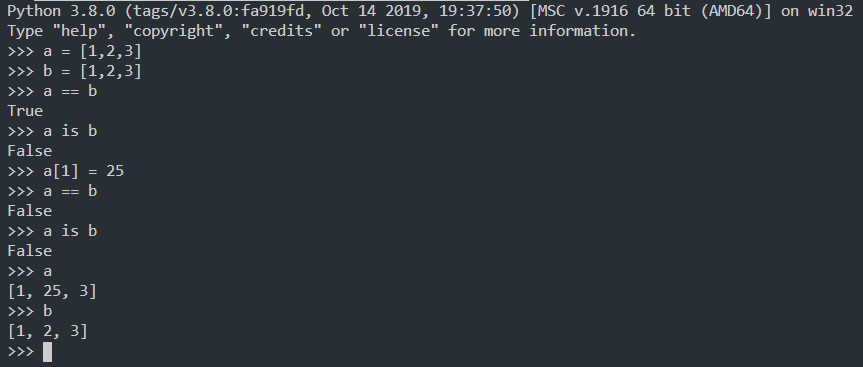 Python 3.8.0 (tags/v3.8.0:fa919fd, Oct 14 2019, 19:37:50) [MSC v.1916 64 bit (AMD64)] on win32
Type "help", "copyright", "credits" or "license" for more information.
>>> a = [1,2,3]
>>> b = [1,2,3]
>>> a == b
True
>>> a is b
False
>>> a[1] = 25
>>> a == b
False
>>> a is b
False
>>> a
[1, 25, 3]
>>> b
[1, 2, 3]
>>>